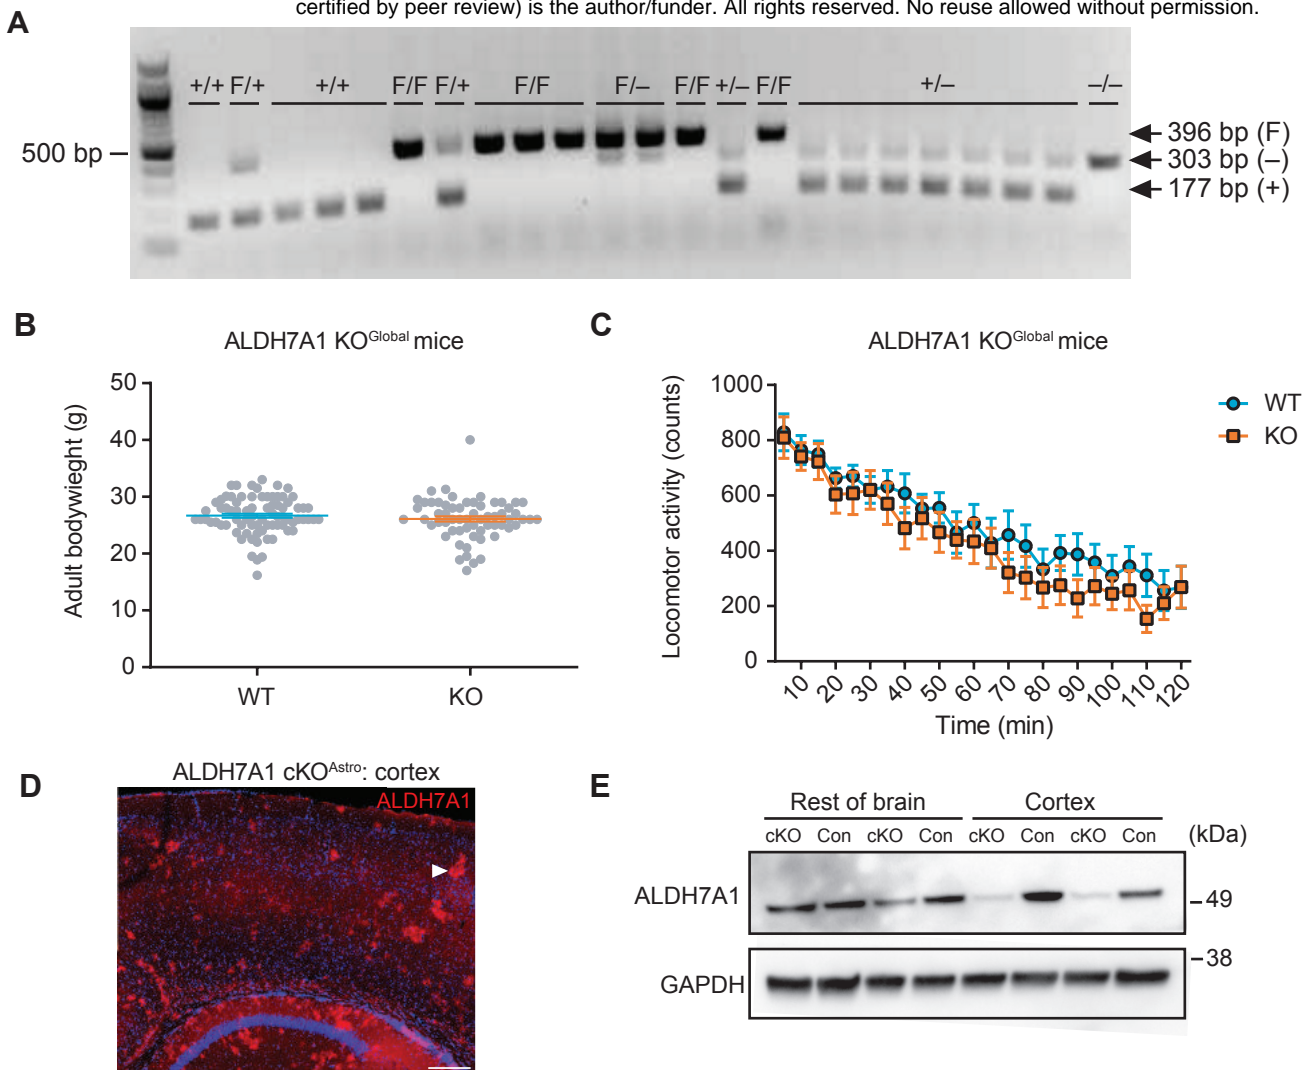 certified by peer review) is the author/funder. All rights reserved. No reuse allowed without permission.
A
+/+ F/+ +/+ F/F F/+ F/F F/– F/F +/– F/F +/– –/–
500 bp
396 bp (F)
303 bp (–)
177 bp (+)
B
ALDH7A1 KOGlobal mice
Adult bodywieght (g)
50
40
30
20
10
0
WT KO
C
ALDH7A1 KOGlobal mice
Locomotor activity (counts)
1000
800
600
400
200
0
10 20 30 40 50 60 70 80 90 100 110 120
Time (min)
WT
KO
D
ALDH7A1 cKOAstro: cortex
ALDH7A1
E
Rest of brain Cortex
cKO Con cKO Con cKO Con cKO Con (kDa)
ALDH7A1
49
38
GAPDH